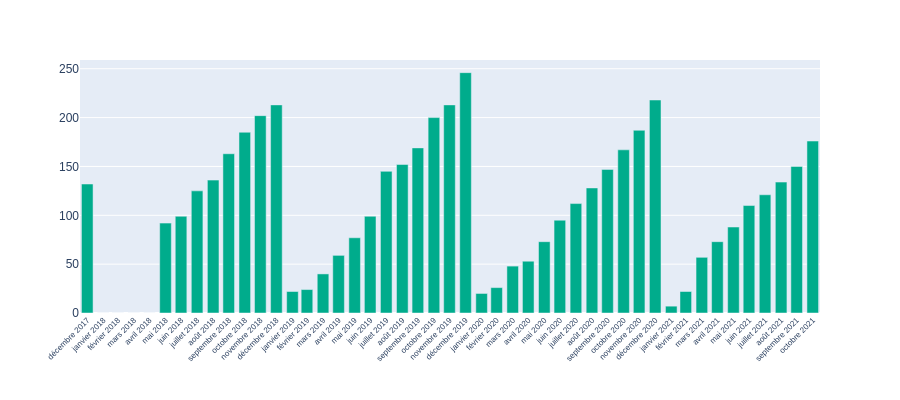 250
200
150
100
50
0
décembre 2017
janvier 2018
février 2018
mars 2018
avril 2018
mai 2018
juin 2018
juillet 2018
août 2018
septembre 2018
octobre 2018
novembre 2018
décembre 2018
janvier 2019
février 2019
mars 2019
avril 2019
mai 2019
juin 2019
juillet 2019
août 2019
septembre 2019
octobre 2019
novembre 2019
décembre 2019
janvier 2020
février 2020
mars 2020
avril 2020
mai 2020
juin 2020
juillet 2020
août 2020
septembre 2020
octobre 2020
novembre 2020
décembre 2020
janvier 2021
février 2021
mars 2021
avril 2021
mai 2021
juin 2021
juillet 2021
août 2021
septembre 2021
octobre 2021